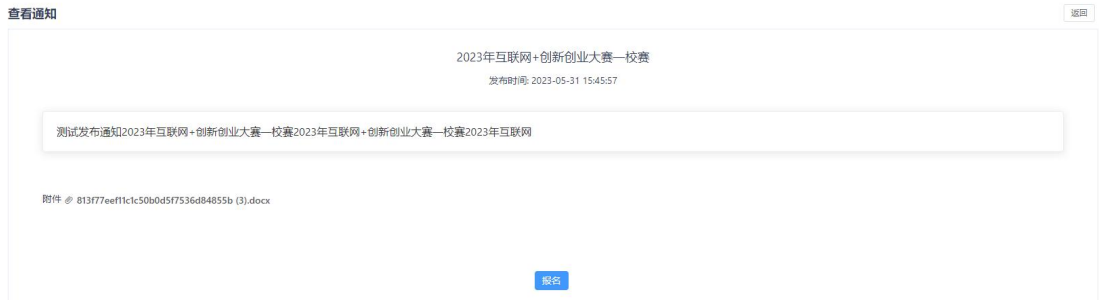 查看通知
返回
2023年互联网+创新创业大赛—校赛
发布时间: 2023-05-31 15:45:57
测试发布通知2023年互联网+创新创业大赛—校赛2023年互联网+创新创业大赛—校赛2023年互联网
附件 813f77eef11c1c50b0d5f7536d84855b (3).docx
报名